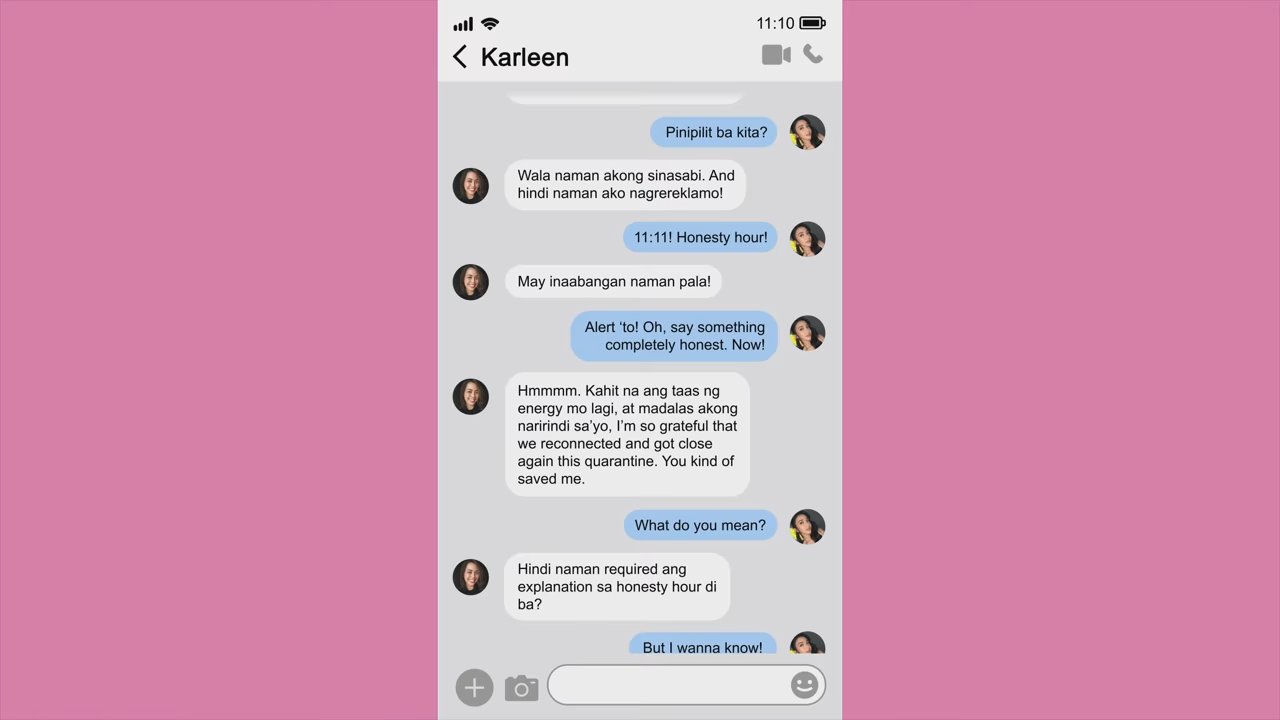 11:10
Karleen
Pinipilit ba kita?
Wala naman akong sinasabi. And
hindi naman ako nagrereklamo!
11:11! Honesty hour!
May inaabangan naman pala!
Alert ‘to! Oh, say something
completely honest. Now!
Hmmmm. Kahit na ang taas ng
energy mo lagi, at madalas akong
naririndi sa’yo, I’m so grateful that
we reconnected and got close
again this quarantine. You kind of
saved me.
What do you mean?
Hindi naman required ang
explanation sa honesty hour di
ba?
But I wanna know!